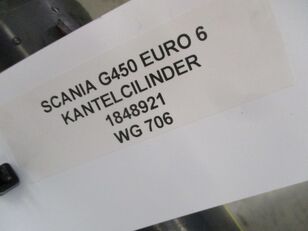 SCANIA G450 EURO 6
KANTELCILINDER
1848921
WG 706